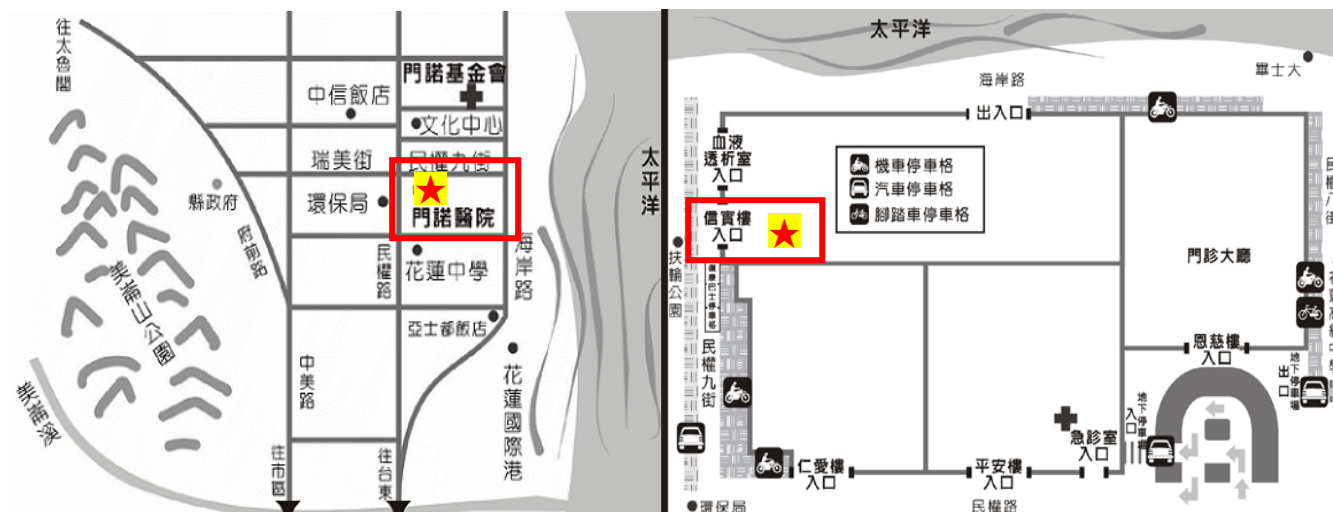 往太魯閣
門諾基金會
中信飯店
文化中心
瑞美街
民權九街
縣政府
環保局
門諾醫院
太平洋
府前路
民權路
花蓮中學
海岸路
美崙山公園
亞士都飯店
中美路
花蓮國際港
美崙溪
往市區
往台東
太平洋
畢士大
海岸路
出入口
血液
透析室
入口
機車停車格
汽車停車格
腳踏車停車格
信實樓
入口
扶輪公園
復康巴士停車格
門診大廳
民權九街
恩慈樓
入口
地下停車場
出口
地下停車場
入口
急診室
入口
仁愛樓
入口
平安樓
入口
環保局
民權路